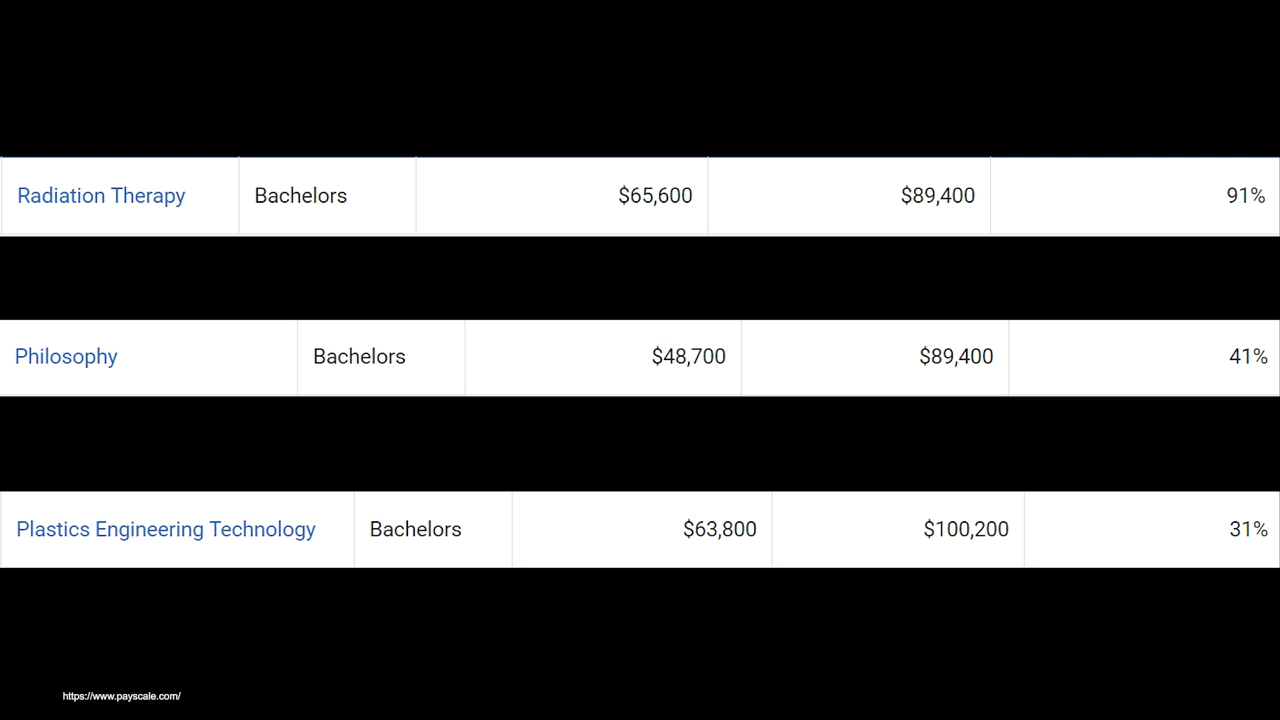 Radiation Therapy Bachelors $65,600 $89,400 91%
Philosophy Bachelors $48,700 $89,400 41%
Plastics Engineering Technology Bachelors $63,800 $100,200 31%
https://www.payscale.com/